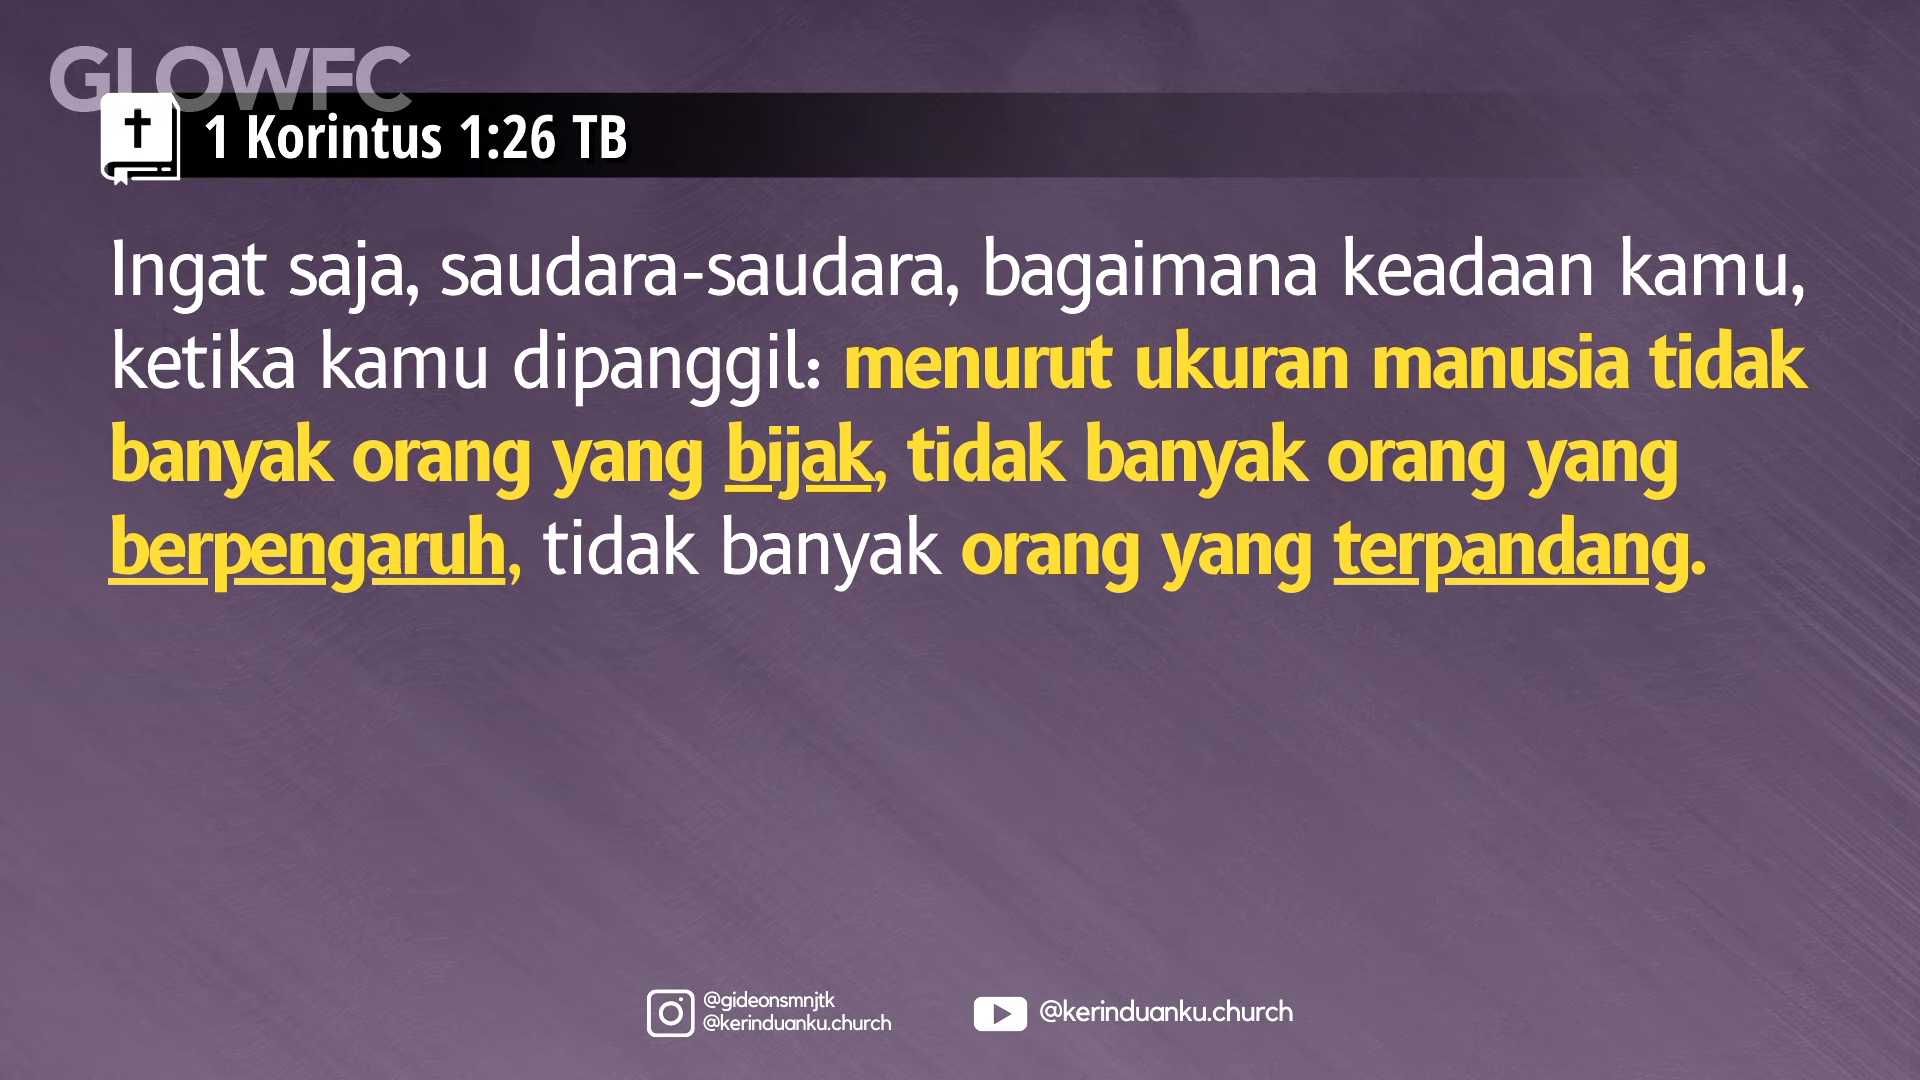 GLOWFC
1 Korintus 1:26 TB
Ingat saja, saudara-saudara, bagaimana keadaan kamu,
ketika kamu dipanggil: menurut ukuran manusia tidak
banyak orang yang bijak, tidak banyak orang yang
berpengaruh, tidak banyak orang yang terpandang.
@gideonsmnjtk
@kerinduanku.church
@kerinduanku.church